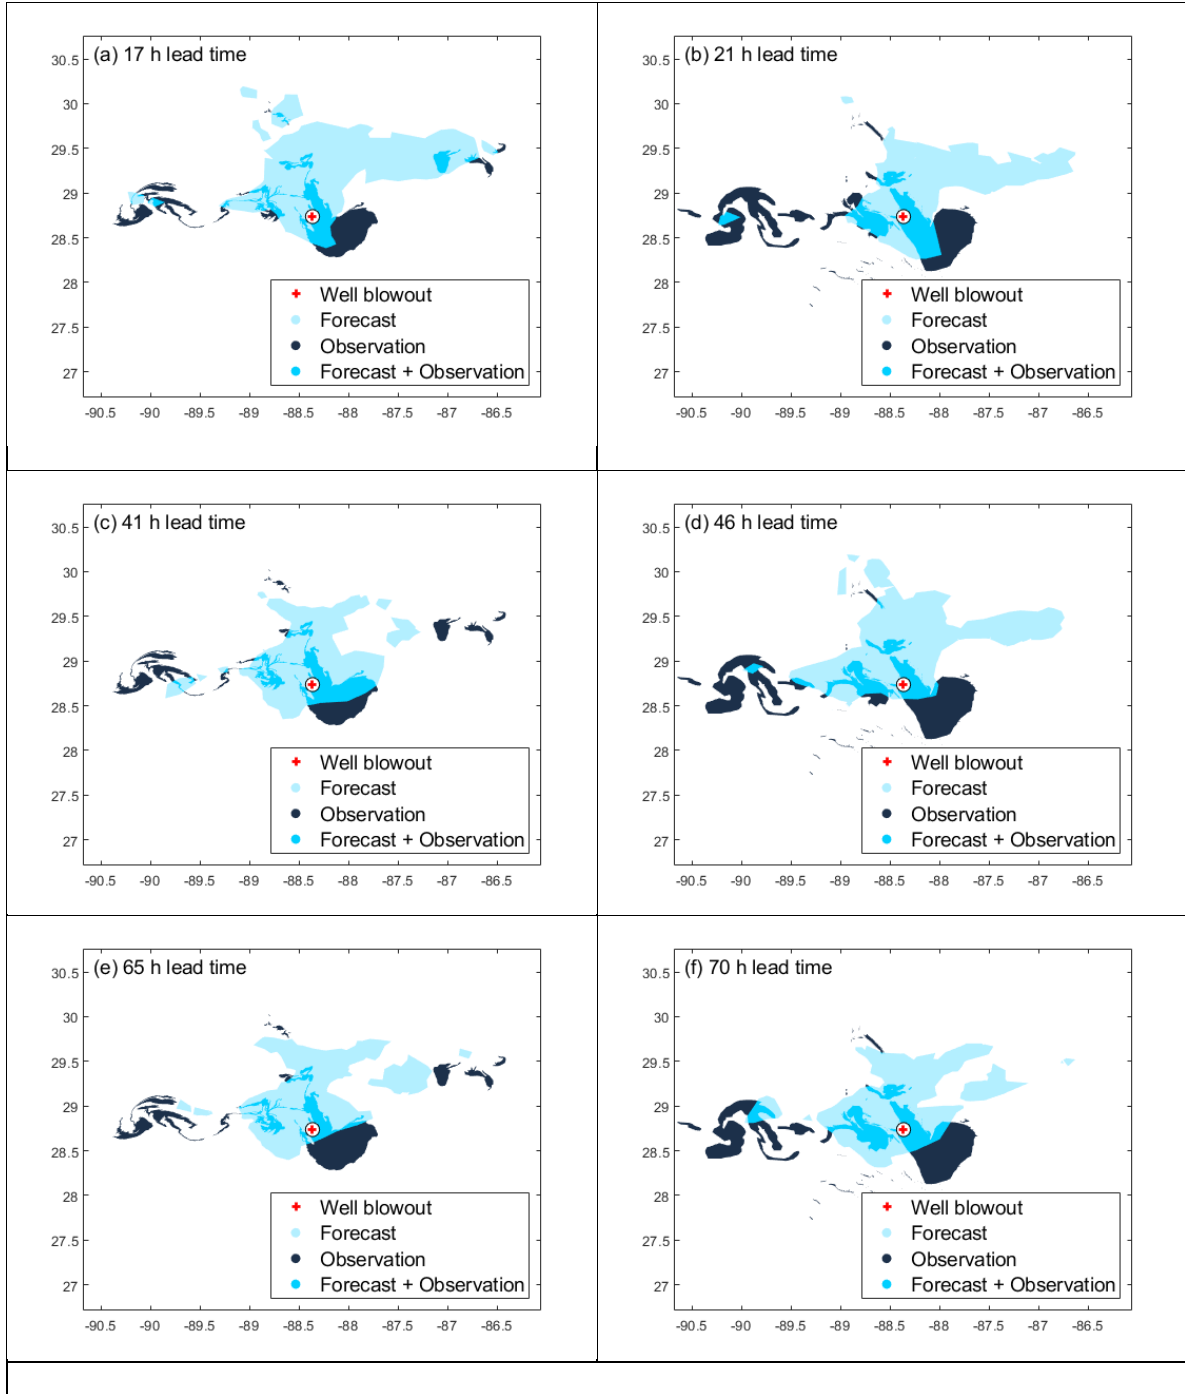 (a) 17 h lead time
30.5
30
29.5
29
28.5
28
27.5
27
-90.5 -90 -89.5 -89 -88.5 -88 -87.5 -87 -86.5
Well blowout
Forecast
Observation
Forecast + Observation
(b) 21 h lead time
30.5
30
29.5
29
28.5
28
27.5
27
-90.5 -90 -89.5 -89 -88.5 -88 -87.5 -87 -86.5
Well blowout
Forecast
Observation
Forecast + Observation
(c) 41 h lead time
30.5
30
29.5
29
28.5
28
27.5
27
-90.5 -90 -89.5 -89 -88.5 -88 -87.5 -87 -86.5
Well blowout
Forecast
Observation
Forecast + Observation
(d) 46 h lead time
30.5
30
29.5
29
28.5
28
27.5
27
-90.5 -90 -89.5 -89 -88.5 -88 -87.5 -87 -86.5
Well blowout
Forecast
Observation
Forecast + Observation
(e) 65 h lead time
30.5
30
29.5
29
28.5
28
27.5
27
-90.5 -90 -89.5 -89 -88.5 -88 -87.5 -87 -86.5
Well blowout
Forecast
Observation
Forecast + Observation
(f) 70 h lead time
30.5
30
29.5
29
28.5
28
27.5
27
-90.5 -90 -89.5 -89 -88.5 -88 -87.5 -87 -86.5
Well blowout
Forecast
Observation
Forecast + Observation